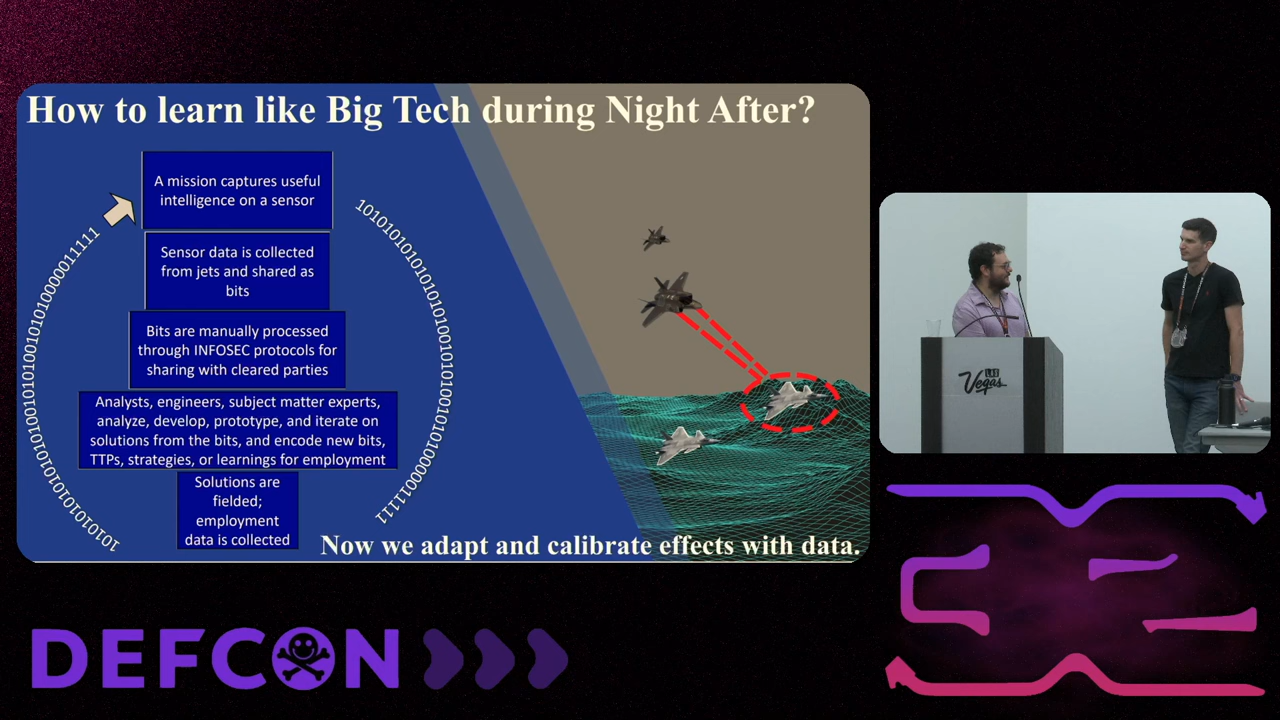 How to learn like Big Tech during Night After?
A mission captures useful
intelligence on a sensor
Sensor data is collected
from jets and shared as
bits
Bits are manually processed
through INFOSEC protocols for
sharing with cleared parties
Analysts, engineers, subject matter experts,
analyze, develop, prototype, and iterate on
solutions from the bits, and encode new bits,
TTPs, strategies, or learnings for employment
Solutions are
fielded;
employment
data is collected
Now we adapt and calibrate effects with data.
LAS
Vegas
DEFCON